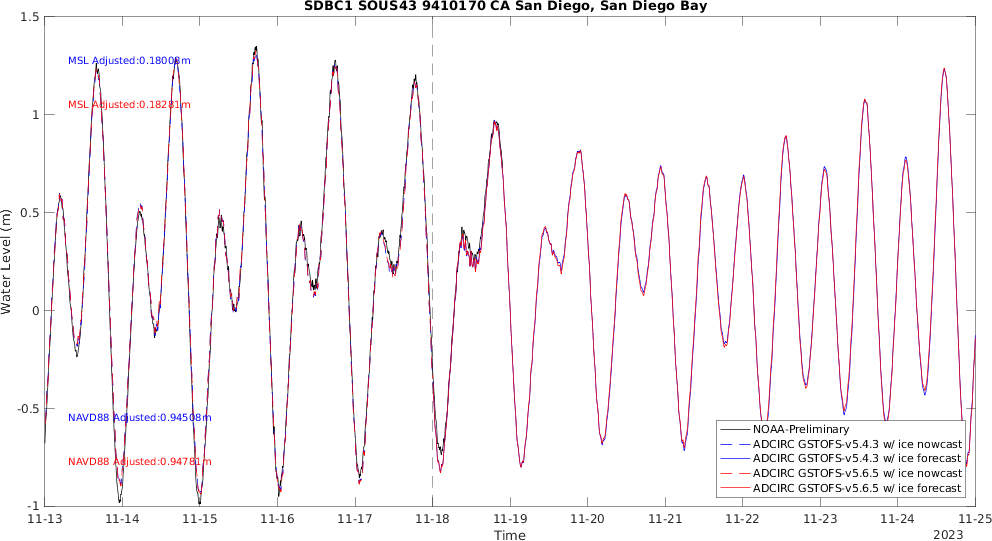 SDBC1 SOUS43 9410170 CA San Diego, San Diego Bay
1.5
1
0.5
0
-0.5
-1
Water Level (m)
MSL Adjusted:0.18008m
MSL Adjusted:0.18281m
NAVD88 Adjusted:0.94508m
NAVD88 Adjusted:0.94781m
NOAA-Preliminary
ADCIRC GSTOFS-v5.4.3 w/ ice nowcast
ADCIRC GSTOFS-v5.4.3 w/ ice forecast
ADCIRC GSTOFS-v5.6.5 w/ ice nowcast
ADCIRC GSTOFS-v5.6.5 w/ ice forecast
11-13 11-14 11-15 11-16 11-17 11-18 11-19 11-20 11-21 11-22 11-23 11-24 11-25
Time
2023